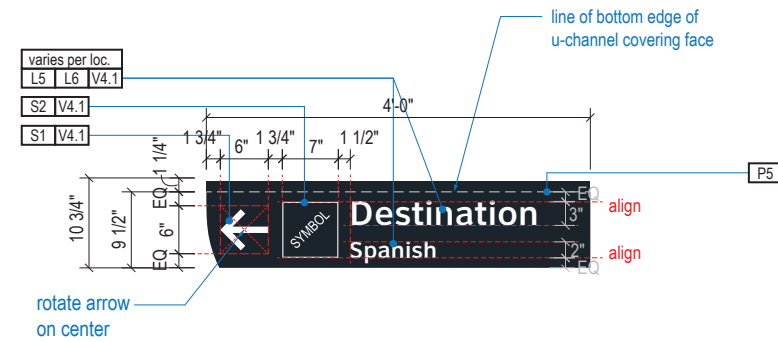 line of bottom edge of
u-channel covering face
varies per loc.
L5 L6 V4.1
S2 V4.1
S1 V4.1
4'-0"
1 3/4" 6" 1 3/4" 7" 1 1/2"
1 1/4"
P5
10 3/4"
9 1/2"
EQ
6"
EQ
SYMBOL
Destination
Spanish
EQ
3"
2"
EQ
align
align
rotate arrow
on center